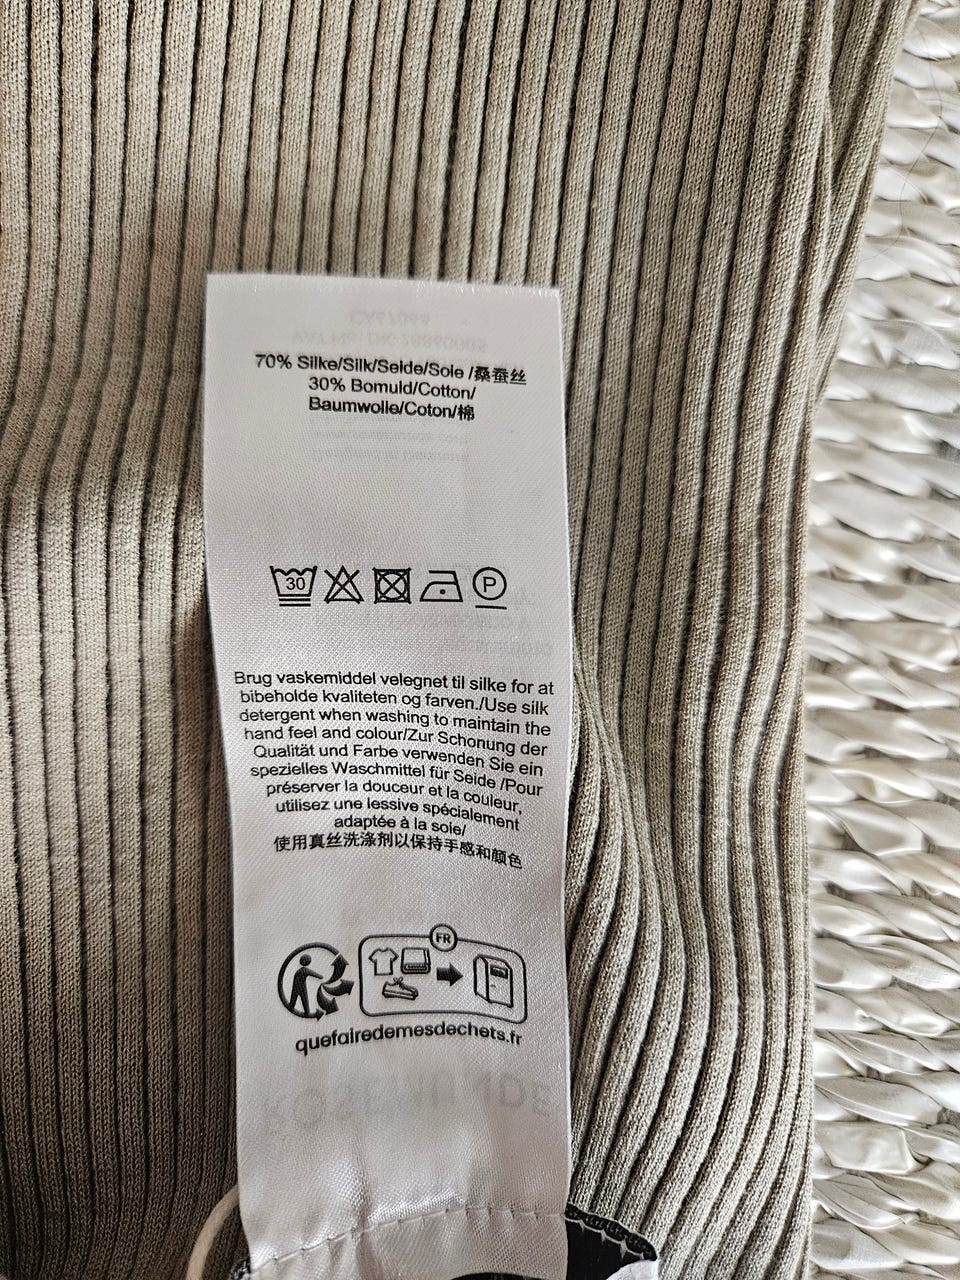 70% Silke/Silk/Seide/Soie /桑蚕丝
30% Bomuld/Cotton/
Baumwolle/Coton/棉
30
P
Brug vaskemiddel velegnet til silke for at
bibeholde kvaliteten og farven./Use silk
detergent when washing to maintain the
hand feel and colour/Zur Schonung der
Qualität und Farbe verwenden Sie ein
spezielles Waschmittel für Seide /Pour
préserver la douceur et la couleur,
utilisez une lessive spécialement
adaptée à la soie/
使用真丝洗涤剂以保持手感和颜色
FR
quefairedemesdechets.fr